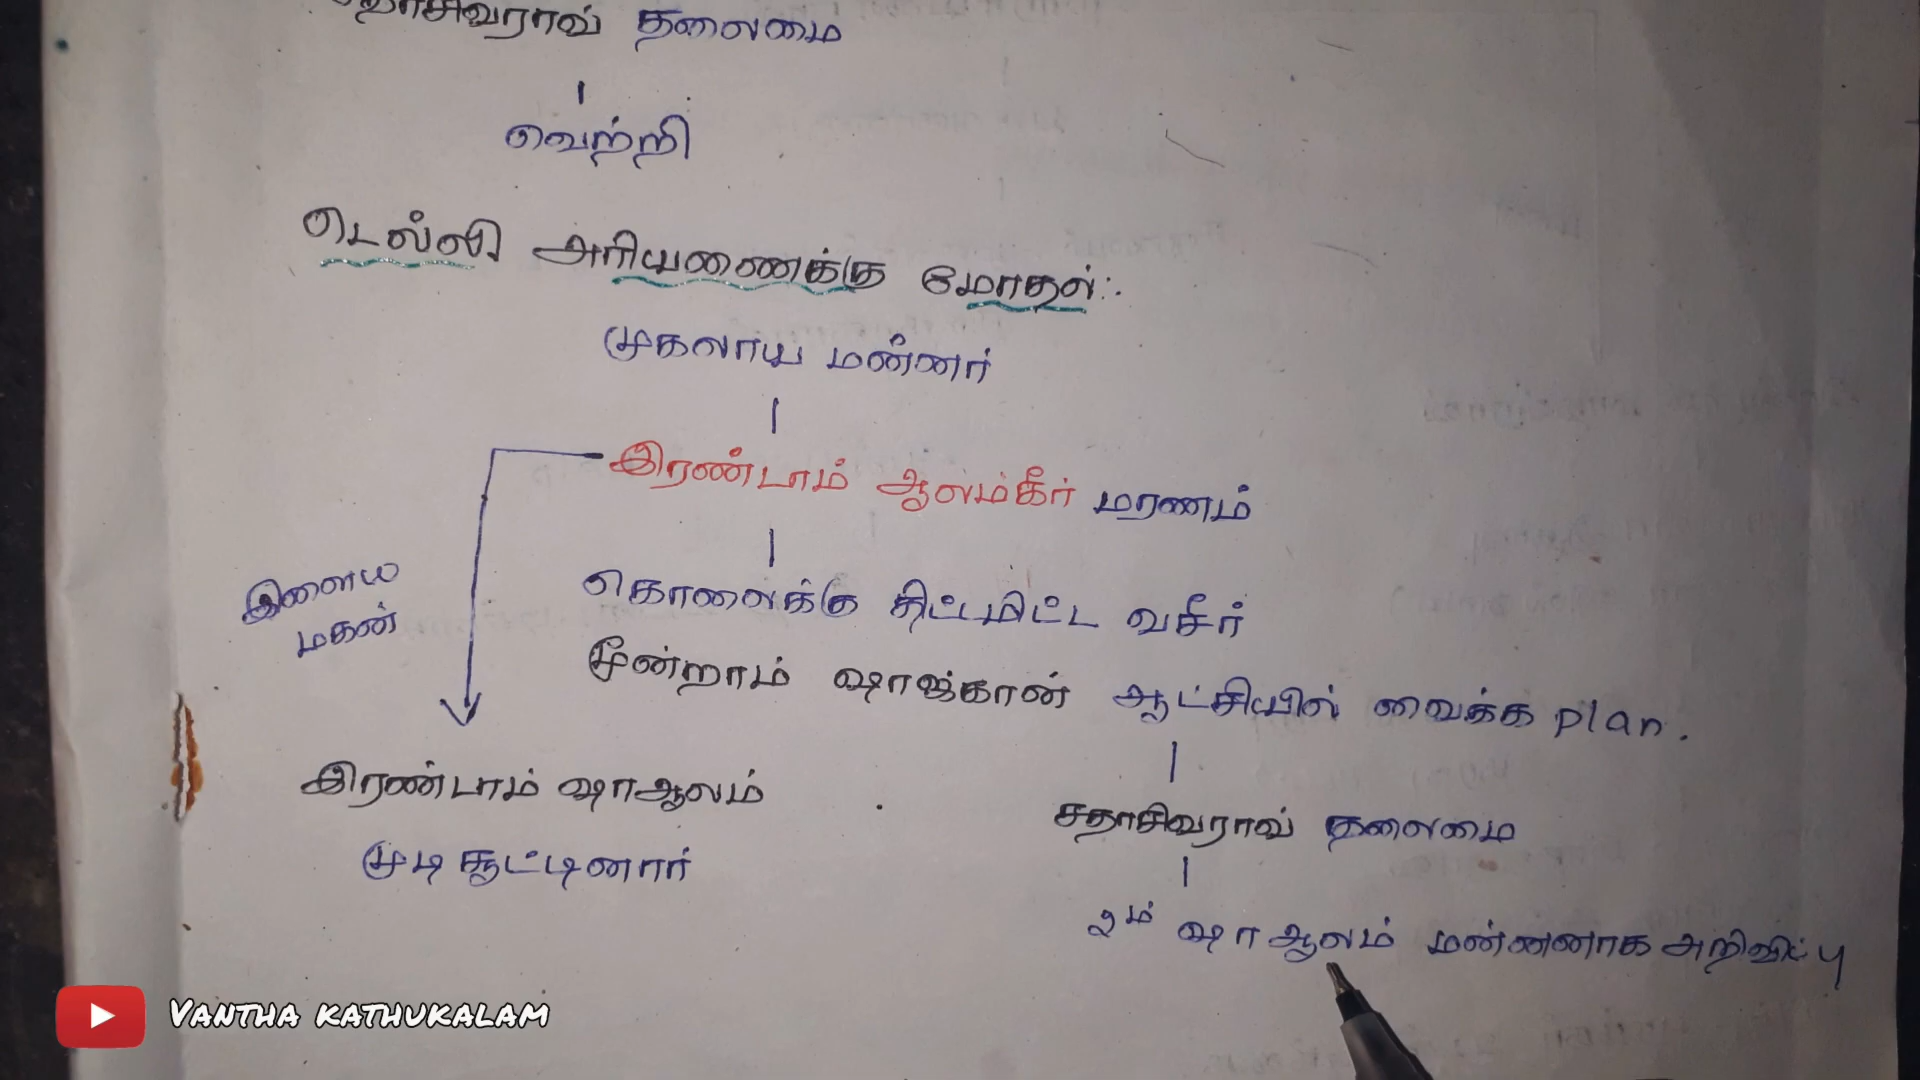 தலைமை
வெற்றி
டெல்லி அரியணைக்கு மோதல்:
முகலாய மன்னர்
இரண்டாம் ஆலம்கீர் மரணம்
கொலைக்கு திட்டமிட்ட வசீர்
இளைய
மகன்
மூன்றாம் ஷாஜகான் ஆட்சியில் வைக்க plan.
இரண்டாம் ஷாஆலம்
முடிசூட்டினார்
சதாசிவராவ் தலைமை
2ம் ஷா ஆலம் மன்னனாக அறிவிப்பு
VANTHA KATHUKALAM